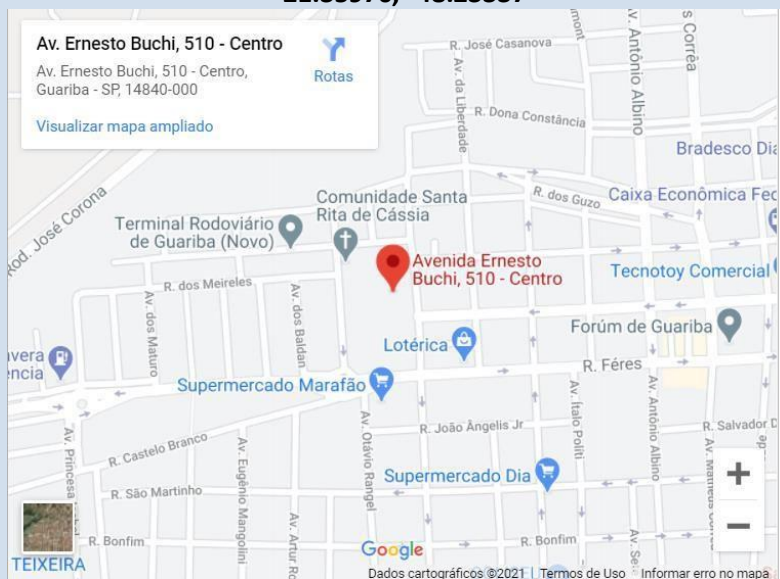 Av. Ernesto Buchi, 510 - Centro
Av. Ernesto Buchi, 510 - Centro,
Guariba - SP, 14840-000
Rotas
Visualizar mapa ampliado
R. José Casanova
Av. da Liberdade
Av. Antônio Albino
s Corrêa
R. Dona Constância
Bradesco Dia
Rod. José Corona
Comunidade Santa
Rita de Cássia
R. dos Guzo
Caixa Econômica Fed
Terminal Rodoviário
de Guariba (Novo)
Avenida Ernesto
Buchi, 510 - Centro
Tecnotoy Comercial
R. dos Meireles
Av. dos Maturo
Av. dos Baldan
Lotérica
Forúm de Guariba
avera
encia
R. Féres
Supermercado Marafão
Av. Ítalo Politi
Av. Antônio Albino
R. João Ângelis Jr
R. Salvador D
Av. Otávio Rangel
R. Castelo Branco
Av. Eugênio Mangolini
Supermercado Dia
R. São Martinho
R. Bonfim
R. Bonfim
TEIXEIRA
Google
Dados cartográficos ©2021
Termos de Uso
Informar erro no mapa